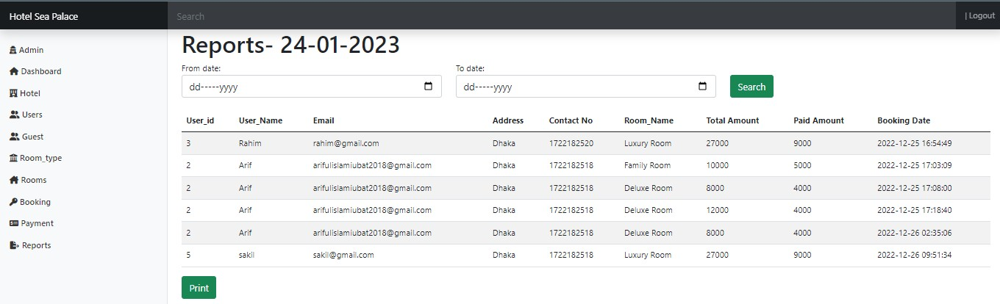 Hotel Sea Palace Search | Logout
Admin
Dashboard
Hotel
Users
Guest
Room_type
Rooms
Booking
Payment
Reports
Reports- 24-01-2023
From date: To date:
dd-----yyyy dd-----yyyy Search
User_id User_Name Email Address Contact No Room_Name Total Amount Paid Amount Booking Date
3 Rahim rahim@gmail.com Dhaka 1722182520 Luxury Room 27000 9000 2022-12-25 16:54:49
2 Arif arifulislamiubat2018@gmail.com Dhaka 1722182518 Family Room 10000 5000 2022-12-25 17:03:09
2 Arif arifulislamiubat2018@gmail.com Dhaka 1722182518 Deluxe Room 8000 4000 2022-12-25 17:08:00
2 Arif arifulislamiubat2018@gmail.com Dhaka 1722182518 Deluxe Room 12000 4000 2022-12-25 17:18:40
2 Arif arifulislamiubat2018@gmail.com Dhaka 1722182518 Deluxe Room 8000 4000 2022-12-26 02:35:06
5 sakil sakil@gmail.com Dhaka 1722182518 Luxury Room 27000 9000 2022-12-26 09:51:34
Print